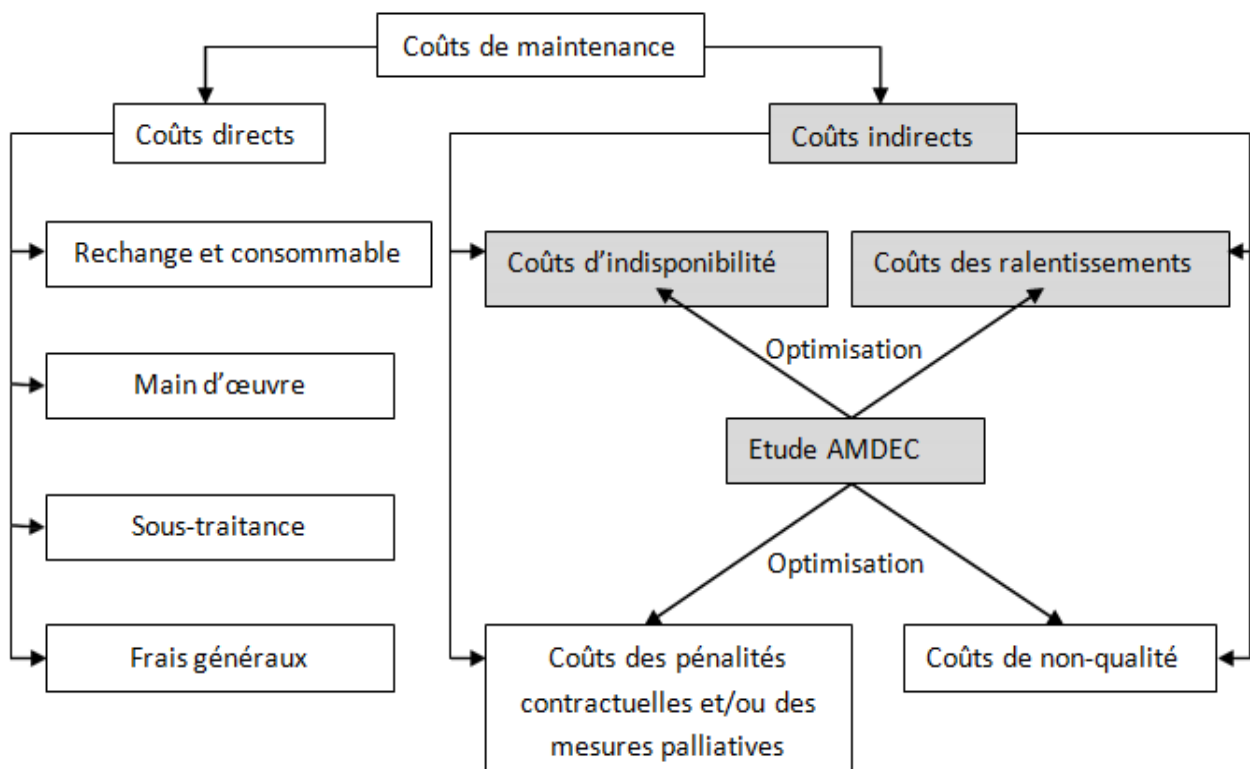 Coûts de maintenance
Coûts directs
Coûts indirects
Rechange et consommable
Coûts d’indisponibilité
Coûts des ralentissements
Optimisation
Main d’œuvre
Etude AMDEC
Sous-traitance
Optimisation
Frais généraux
Coûts des pénalités
contractuelles et/ou des
mesures palliatives
Coûts de non-qualité